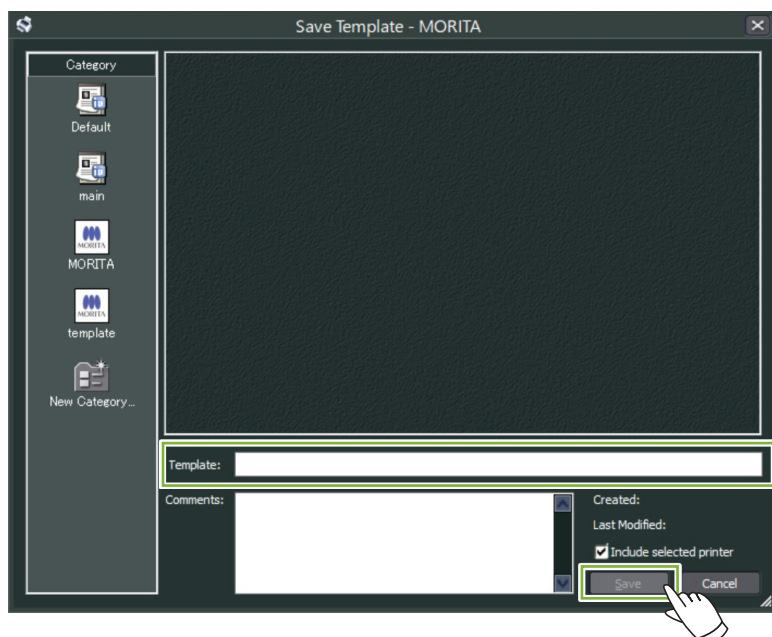 Save Template - MORITA
Category
Default
main
MORITA
MORITA
MORITA
template
New Category...
Template:
Comments:
Created:
Last Modified:
Include selected printer
Save
Cancel